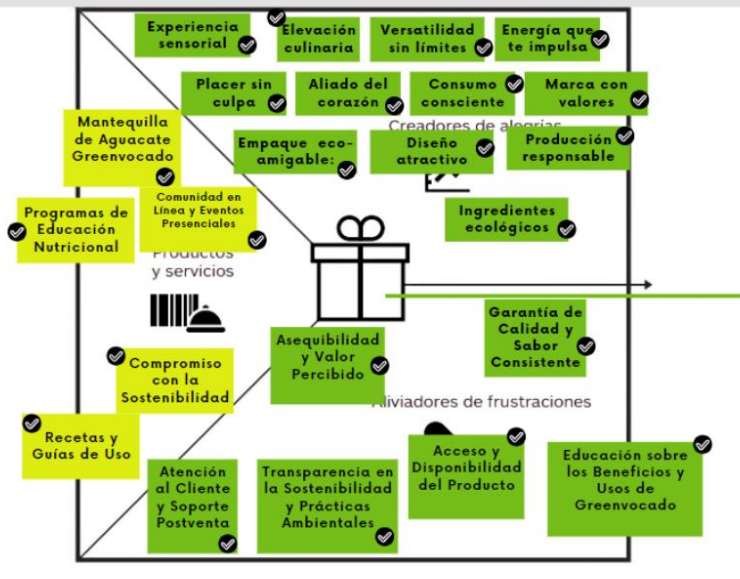 Experiencia
sensorial
Elevación
culinaria
Versatilidad
sin límites
Energía que
te impulsa
Placer sin
culpa
Aliado del
corazón
Consumo
consciente
Marca con
valores
Creadores de alegrías
Mantequilla
de Aguacate
Greenvocado
Empaque eco-
amigable:
Diseño
atractivo
Producción
responsable
Programas de
Educación
Nutricional
Comunidad en
Línea y Eventos
Presenciales
Ingredientes
ecológicos
Productos
y servicios
Garantía de
Calidad y
Sabor
Consistente
Asequibilidad
y Valor
Percibido
Compromiso
con la
Sostenibilidad
Aliviadores de frustraciones
Recetas y
Guías de Uso
Atención
al Cliente
y Soporte
Postventa
Transparencia en
la Sostenibilidad
y Prácticas
Ambientales
Acceso y
Disponibilidad
del Producto
Educación sobre
los Beneficios y
Usos de
Greenvocado